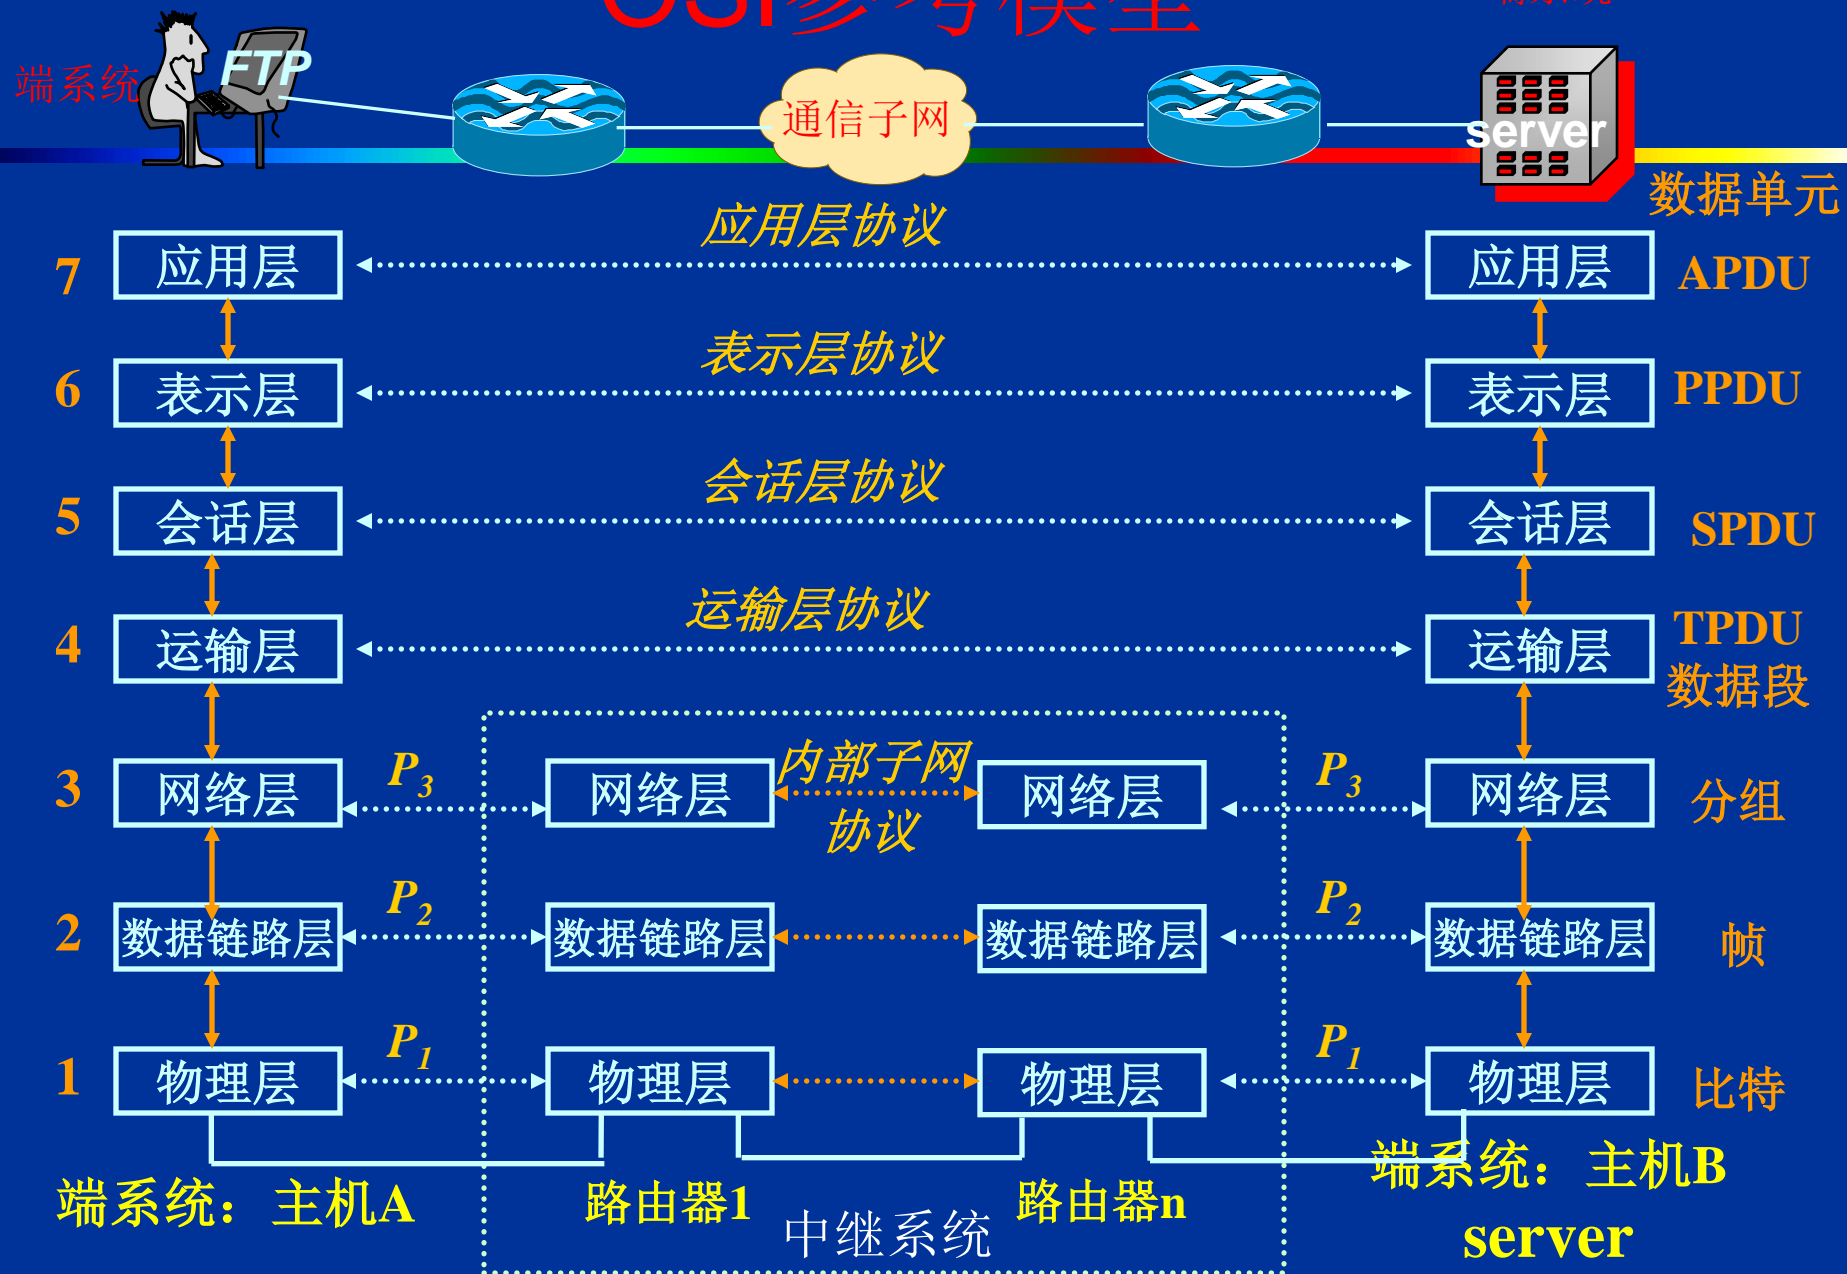 OSI参考模型
端系统
FTP
通信子网
server
数据单元
应用层协议
7
应用层
应用层
APDU
表示层协议
6
表示层
表示层
PPDU
会话层协议
5
会话层
会话层
SPDU
运输层协议
4
运输层
运输层
TPDU
数据段
3
网络层
P3
网络层
内部子网
协议
网络层
P3
网络层
分组
2
数据链路层
P2
数据链路层
数据链路层
P2
数据链路层
帧
1
物理层
P1
物理层
物理层
P1
物理层
比特
端系统：主机A
路由器1
中继系统
路由器n
端系统：主机B
server